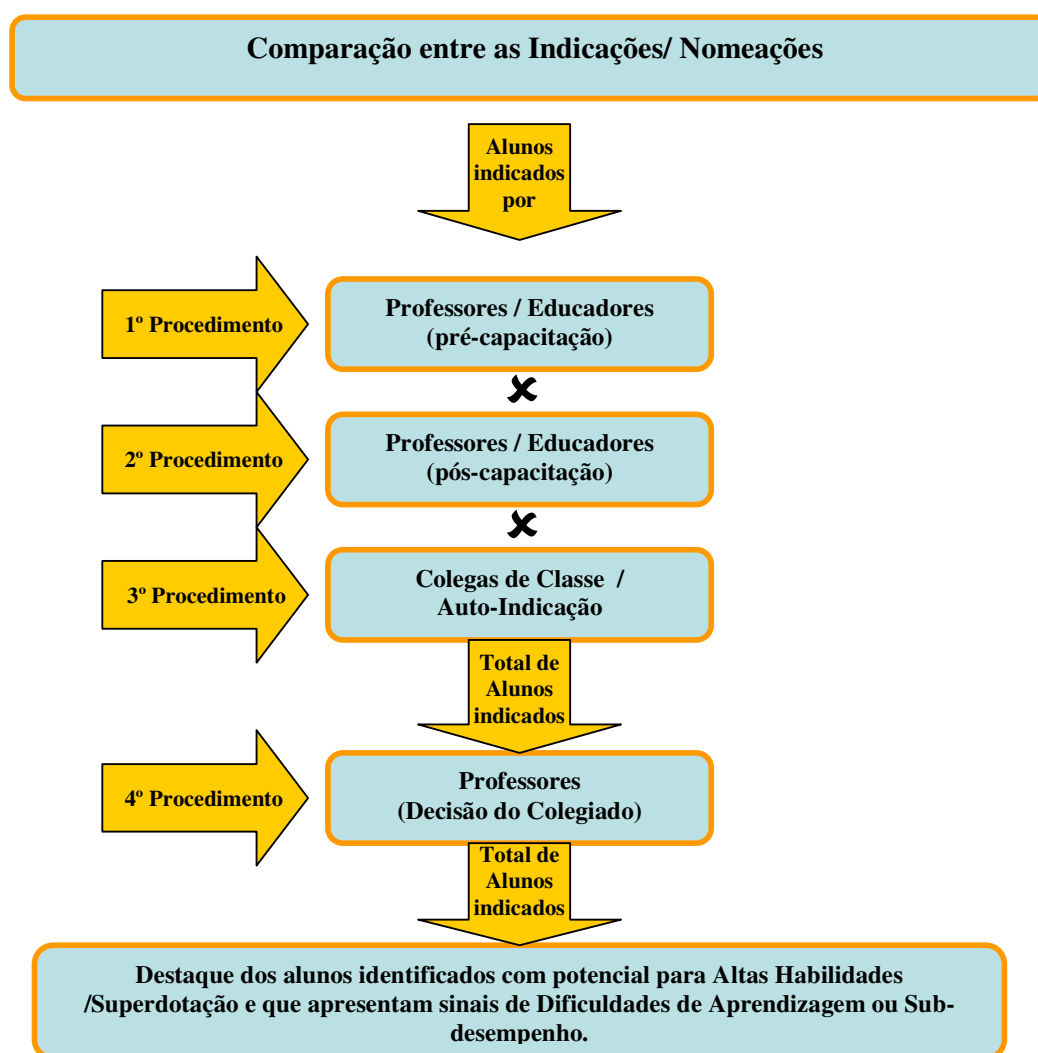 Comparação entre as Indicações/ Nomeações
Alunos
indicados
por
1º Procedimento
Professores / Educadores
(pré-capacitação)
✘
2º Procedimento
Professores / Educadores
(pós-capacitação)
✘
3º Procedimento
Colegas de Classe /
Auto-Indicação
Total de
Alunos
indicados
4º Procedimento
Professores
(Decisão do Colegiado)
Total de
Alunos
indicados
Destaque dos alunos identificados com potencial para Altas Habilidades
/Superdotação e que apresentam sinais de Dificuldades de Aprendizagem ou Sub-
desempenho.